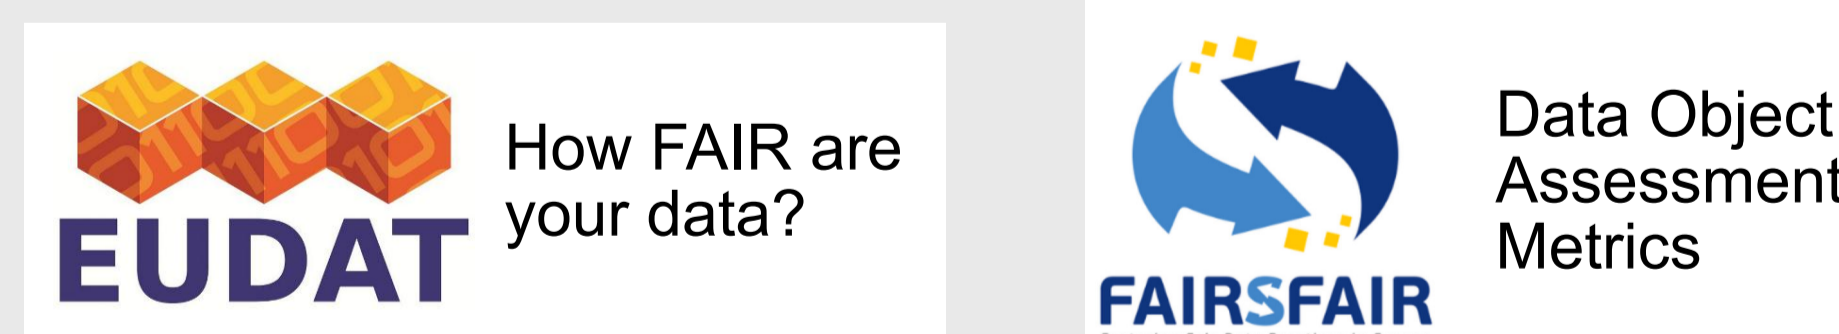 EUDAT
How FAIR are
your data?
FAIRSFAIR
Data Object
Assessment
Metrics